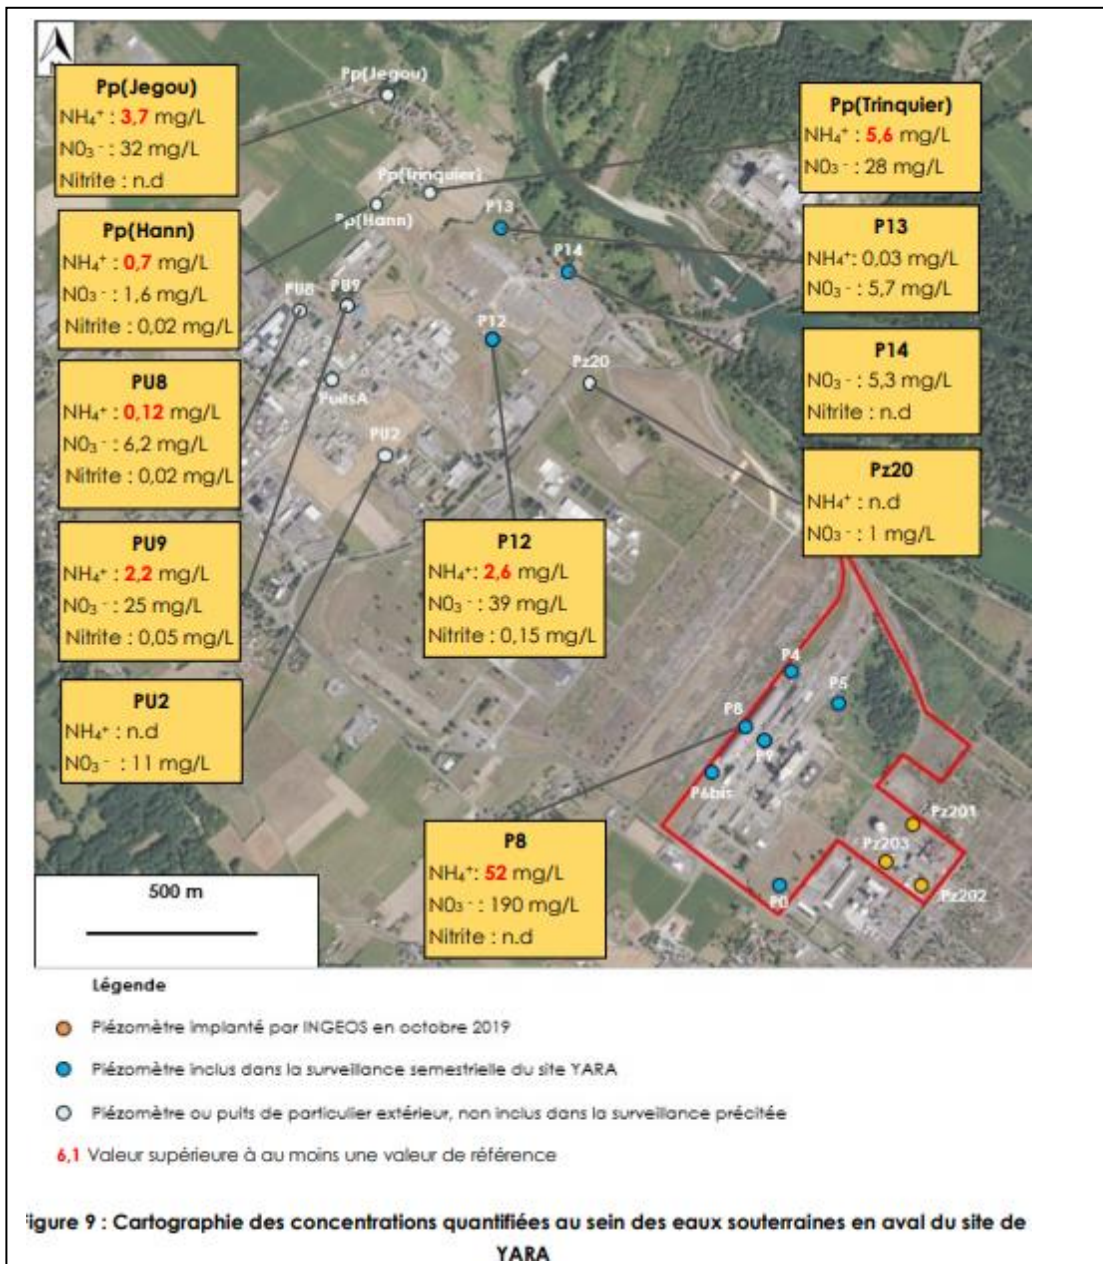 Pp(Jegou)
NH₄⁺ : 3,7 mg/L
N0₃⁻ : 32 mg/L
Nitrite : n.d
Pp(Hann)
NH₄⁺ : 0,7 mg/L
N0₃⁻ : 1,6 mg/L
Nitrite : 0,02 mg/L
PU8
NH₄⁺ : 0,12 mg/L
N0₃⁻ : 6,2 mg/L
Nitrite : 0,02 mg/L
PU9
NH₄⁺ : 2,2 mg/L
N0₃⁻ : 25 mg/L
Nitrite : 0,05 mg/L
PU2
NH₄⁺ : n.d
N0₃⁻ : 11 mg/L
Pp(Trinquier)
NH₄⁺ : 5,6 mg/L
N0₃⁻ : 28 mg/L
P13
NH₄⁺: 0,03 mg/L
N0₃⁻ : 5,7 mg/L
P14
N0₃⁻ : 5,3 mg/L
Nitrite : n.d
Pz20
NH₄⁺ : n.d
N0₃⁻ : 1 mg/L
P12
NH₄⁺: 2,6 mg/L
N0₃⁻ : 39 mg/L
Nitrite : 0,15 mg/L
P8
NH₄⁺: 52 mg/L
N0₃⁻ : 190 mg/L
Nitrite : n.d
Pp(Jegou)
Pp(Trinquier)
Pp(Hann)
P13
P14
PU8
PU9
P12
Pz20
PuitsA
PU2
P4
P5
P8
P9
P6bis
Pz201
Pz203
Pz202
P0
500 m
Légende
Piézomètre implanté par INGEOS en octobre 2019
Piézomètre inclus dans la surveillance semestrielle du site YARA
Piézomètre ou puits de particulier extérieur, non inclus dans la surveillance précitée
6,1 Valeur supérieure à au moins une valeur de référence
igure 9 : Cartographie des concentrations quantifiées au sein des eaux souterraines en aval du site de
YARA